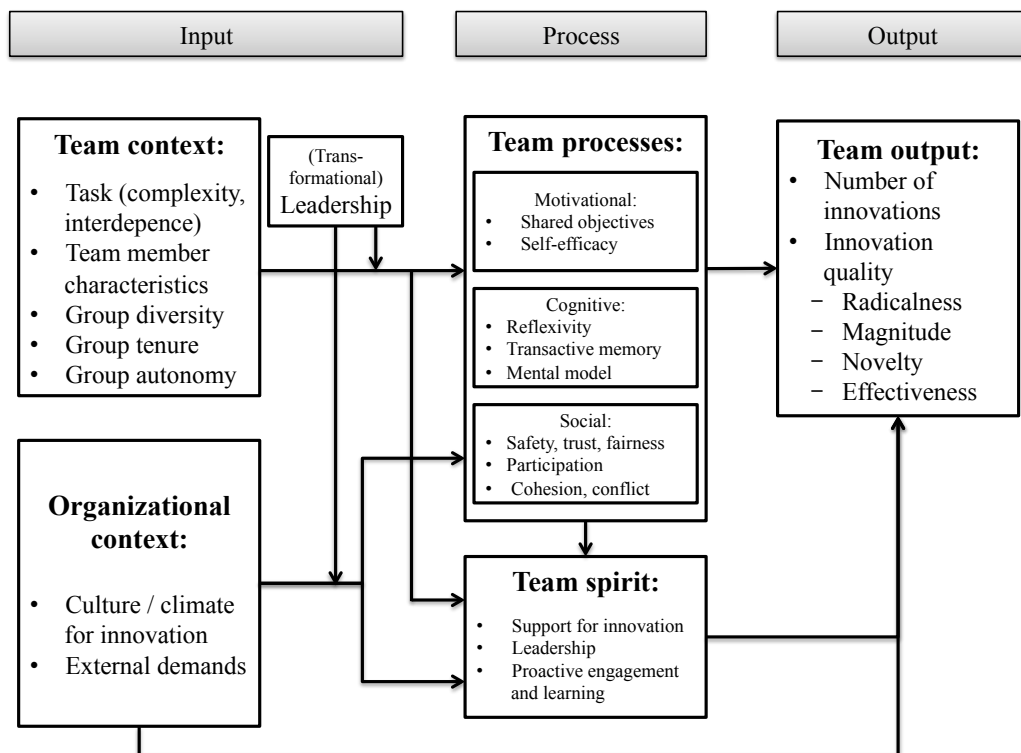 Input
Process
Output
Team context:
• Task (complexity,
interdepence)
• Team member
characteristics
• Group diversity
• Group tenure
• Group autonomy
(Trans-
formational)
Leadership
Organizational
context:
• Culture / climate
for innovation
• External demands
Team processes:
Motivational:
• Shared objectives
• Self-efficacy
Cognitive:
• Reflexivity
• Transactive memory
• Mental model
Social:
• Safety, trust, fairness
• Participation
• Cohesion, conflict
Team spirit:
• Support for innovation
• Leadership
• Proactive engagement
and learning
Team output:
• Number of
innovations
• Innovation
quality
− Radicalness
− Magnitude
− Novelty
− Effectiveness